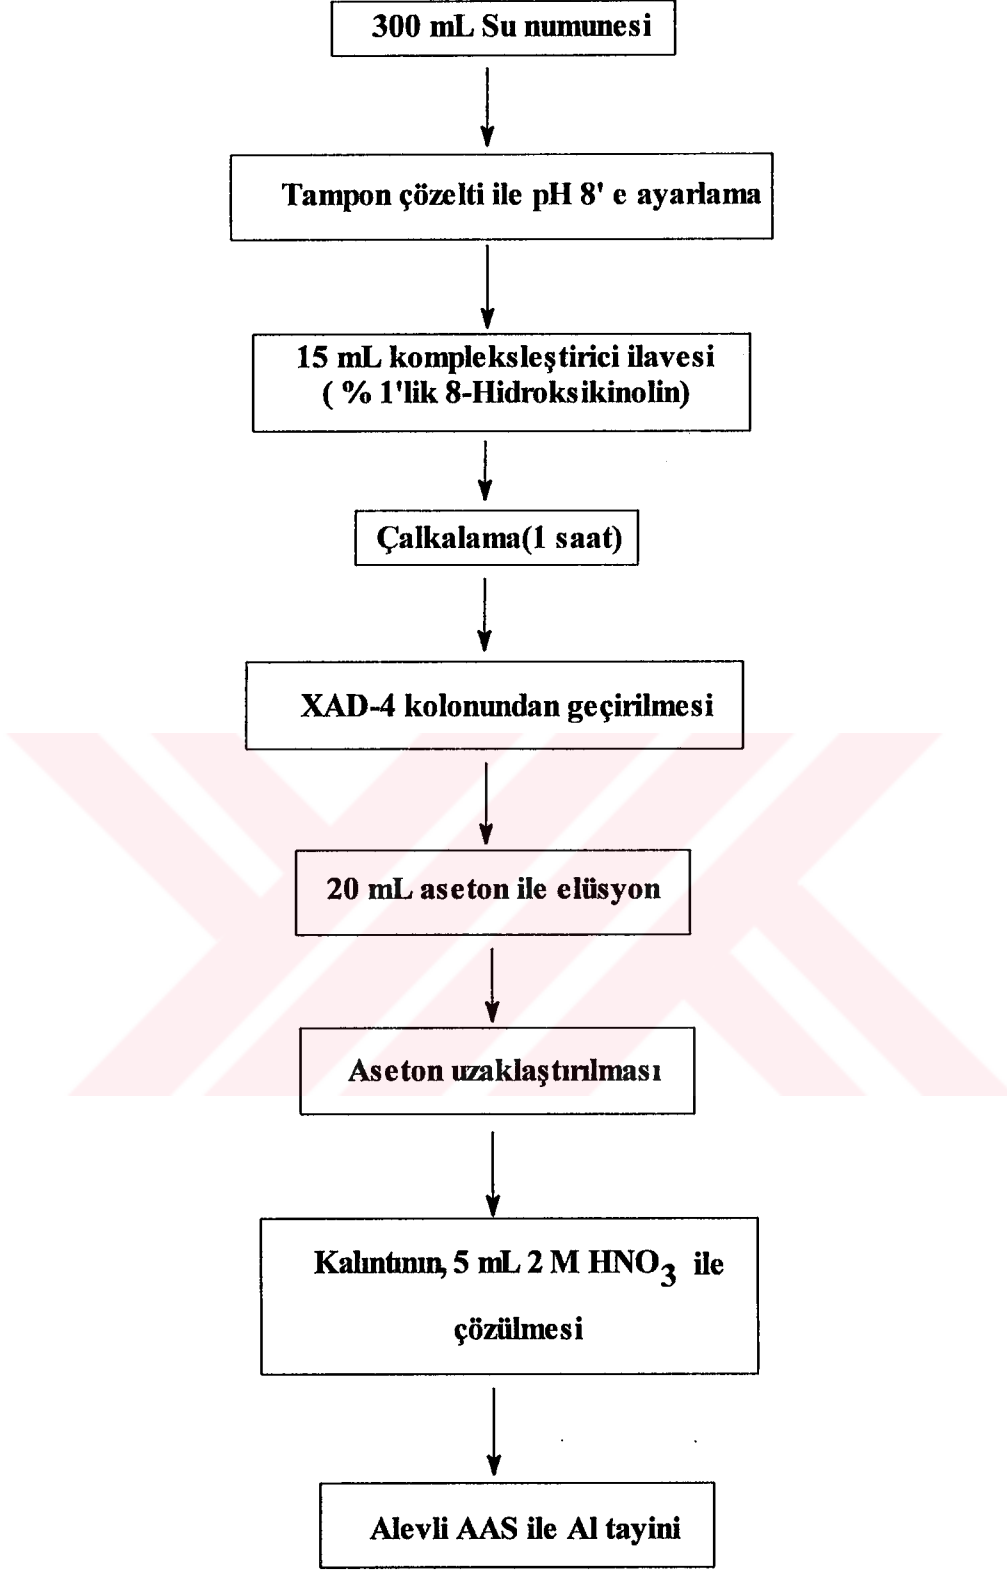 300 mL Su numunesi
Tampon çözelti ile pH 8' e ayarlama
15 mL kompleksleştirici ilavesi
( % 1'lik 8-Hidroksikinolin)
Çalkalama(1 saat)
XAD-4 kolonundan geçirilmesi
20 mL aseton ile elüsyon
Aseton uzaklaştırılması
Kalıntının, 5 mL 2 M HNO₃ ile
çözülmesi
Alevli AAS ile Al tayini